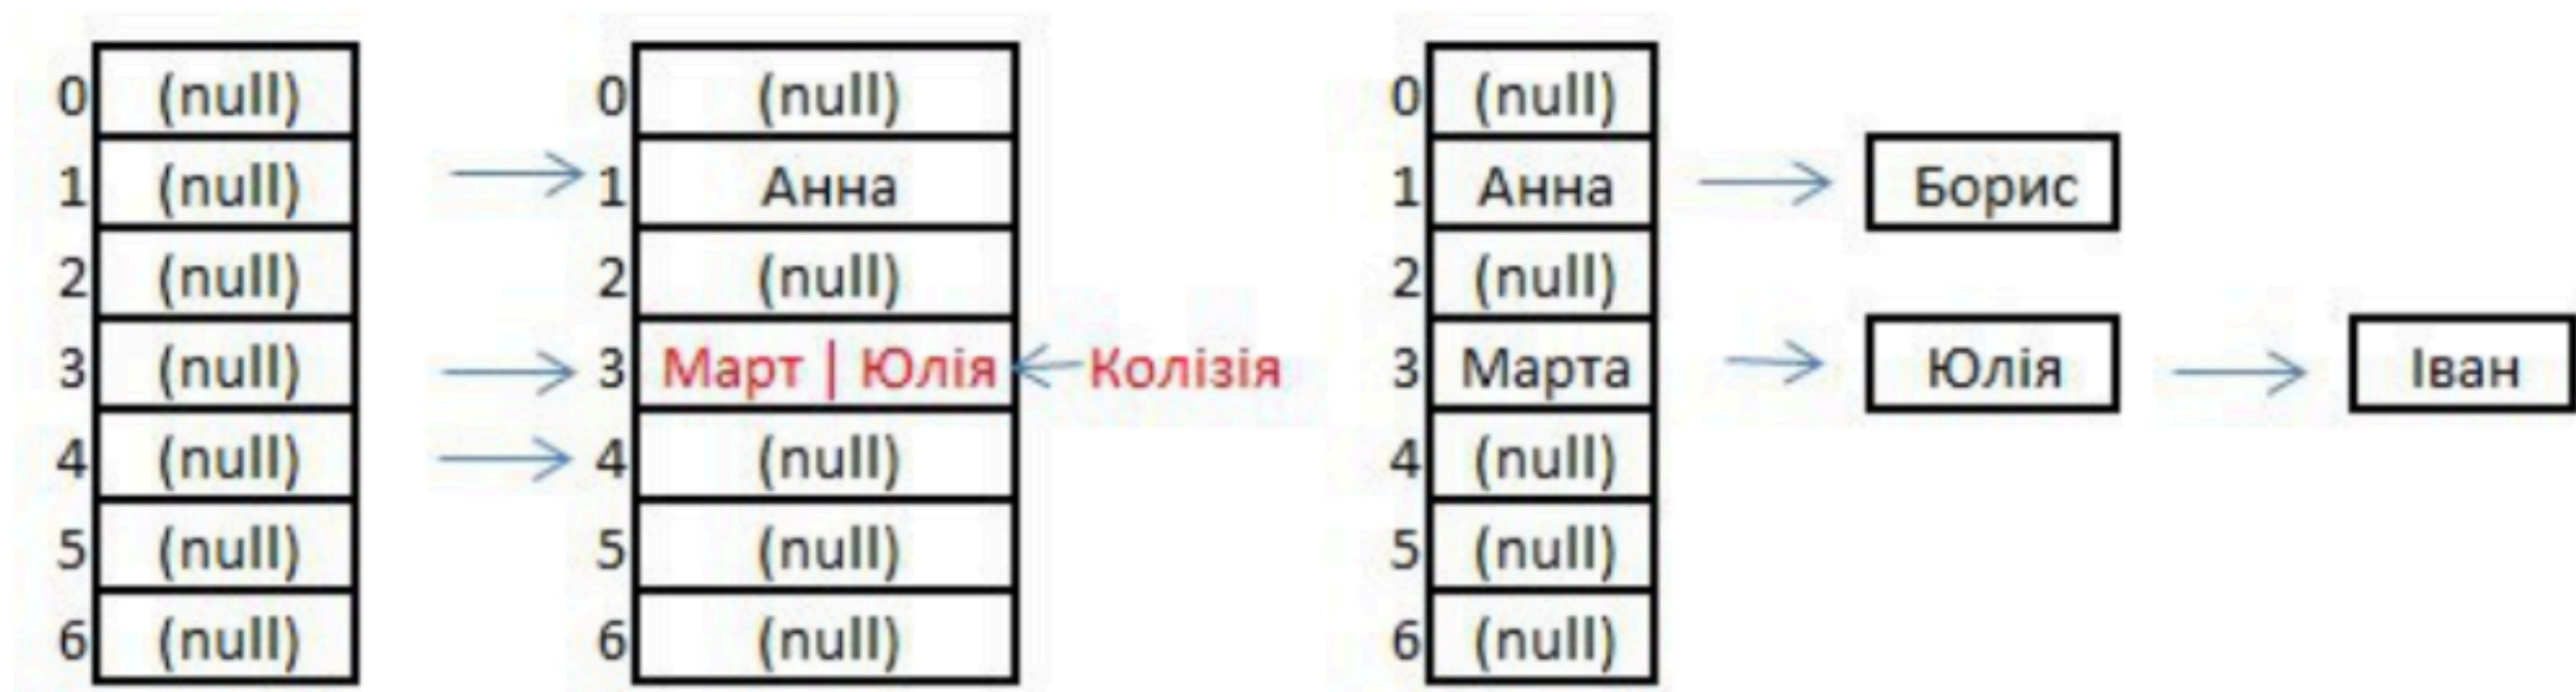 0 (null)
1 (null)
2 (null)
3 (null)
4 (null)
5 (null)
6 (null)
0 (null)
1 Анна
2 (null)
3 Март | Юлія Колізія
4 (null)
5 (null)
6 (null)
0 (null)
1 Анна Борис
2 (null)
3 Марта Юлія Іван
4 (null)
5 (null)
6 (null)